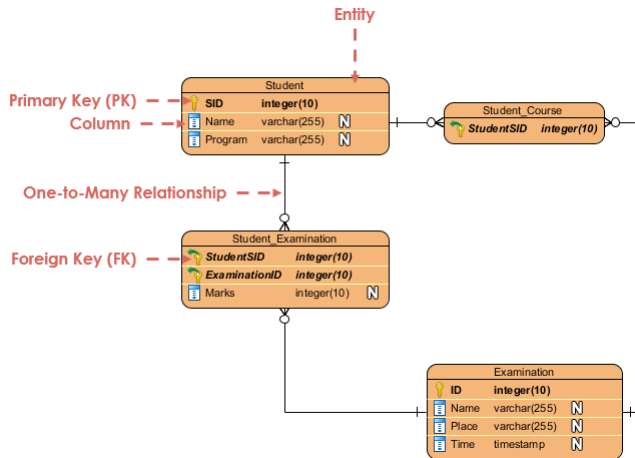 Entity
Student
Primary Key (PK)
SID integer(10)
Column
Name varchar(255) N
Program varchar(255) N
Student_Course
StudentSID integer(10)
One-to-Many Relationship
Student_Examination
Foreign Key (FK)
StudentSID integer(10)
ExaminationID integer(10)
Marks integer(10) N
Examination
ID integer(10)
Name varchar(255) N
Place varchar(255) N
Time timestamp N